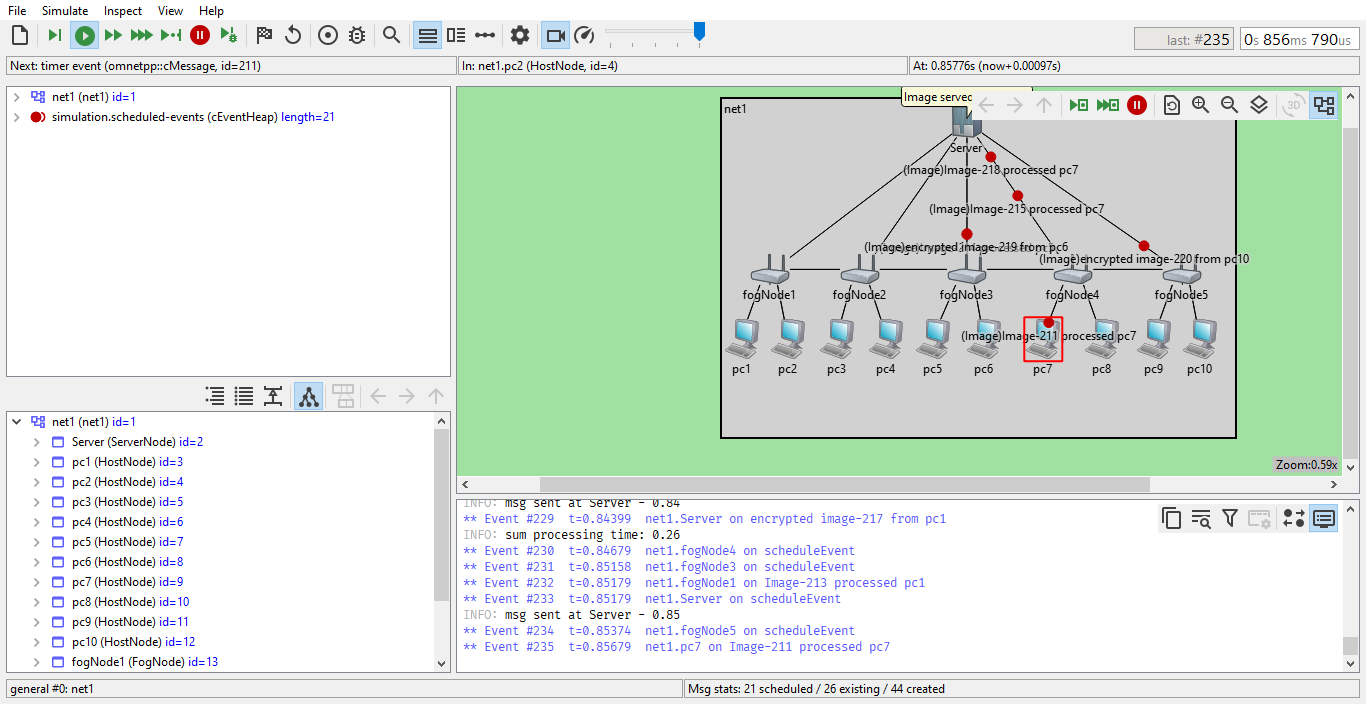 File Simulate Inspect View Help
last: #235 0s 856ms 790us
Next: timer event (omnetpp::cMessage, id=211) In: net1.pc2 (HostNode, id=4) At: 0.85776s (now+0.00097s)
net1 (net1) id=1
simulation.scheduled-events (cEventHeap) length=21
net1 (net1) id=1
Server (ServerNode) id=2
pc1 (HostNode) id=3
pc2 (HostNode) id=4
pc3 (HostNode) id=5
pc4 (HostNode) id=6
pc5 (HostNode) id=7
pc6 (HostNode) id=8
pc7 (HostNode) id=9
pc8 (HostNode) id=10
pc9 (HostNode) id=11
pc10 (HostNode) id=12
fogNode1 (FogNode) id=13
Image served
3D
net1
Server
(Image)Image-218 processed pc7
(Image)Image-215 processed pc7
(Image)encrypted image-219 from pc6
(Image)encrypted image-220 from pc10
fogNode1 fogNode2 fogNode3 fogNode4 fogNode5
(Image)Image-211 processed pc7
pc1 pc2 pc3 pc4 pc5 pc6 pc7 pc8 pc9 pc10
Zoom:0.59x
INFO: msg sent at Server - 0.84
** Event #229 t=0.84399 net1.Server on encrypted image-217 from pc1
INFO: sum processing time: 0.26
** Event #230 t=0.84679 net1.fogNode4 on scheduleEvent
** Event #231 t=0.85158 net1.fogNode3 on scheduleEvent
** Event #232 t=0.85179 net1.fogNode1 on Image-213 processed pc1
** Event #233 t=0.85179 net1.Server on scheduleEvent
INFO: msg sent at Server - 0.85
** Event #234 t=0.85374 net1.fogNode5 on scheduleEvent
** Event #235 t=0.85679 net1.pc7 on Image-211 processed pc7
general #0: net1 Msg stats: 21 scheduled / 26 existing / 44 created